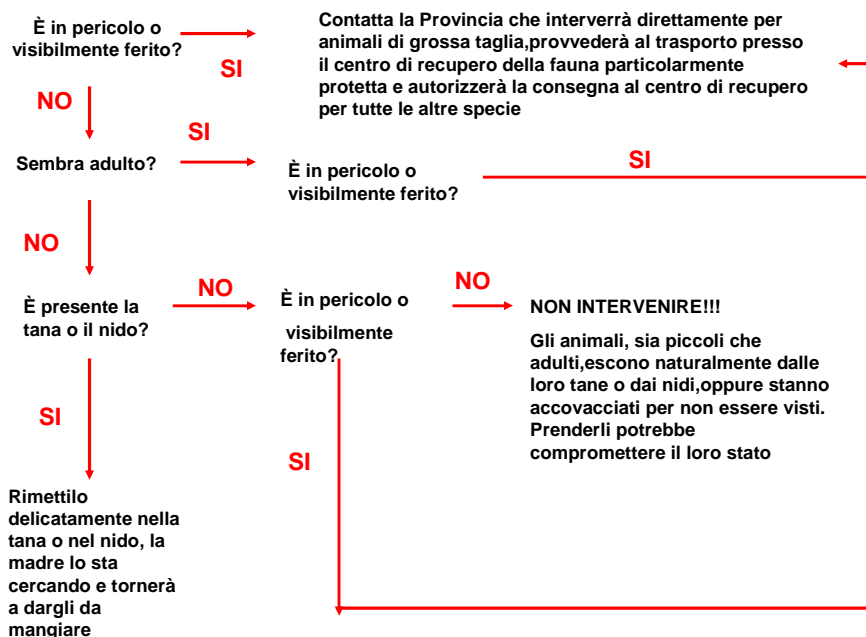 È in pericolo o
visibilmente ferito?
SI
Contatta la Provincia che interverrà direttamente per
animali di grossa taglia,provvederà al trasporto presso
il centro di recupero della fauna particolarmente
protetta e autorizzerà la consegna al centro di recupero
per tutte le altre specie
NO
SI
Sembra adulto?
È in pericolo o
visibilmente ferito?
SI
NO
È presente la
tana o il nido?
NO
È in pericolo o
visibilmente
ferito?
NO
NON INTERVENIRE!!!
Gli animali, sia piccoli che
adulti,escono naturalmente dalle
loro tane o dai nidi,oppure stanno
accovacciati per non essere visti.
Prenderli potrebbe
compromettere il loro stato
SI
SI
Rimettilo
delicatamente nella
tana o nel nido, la
madre lo sta
cercando e tornerà
a dargli da
mangiare